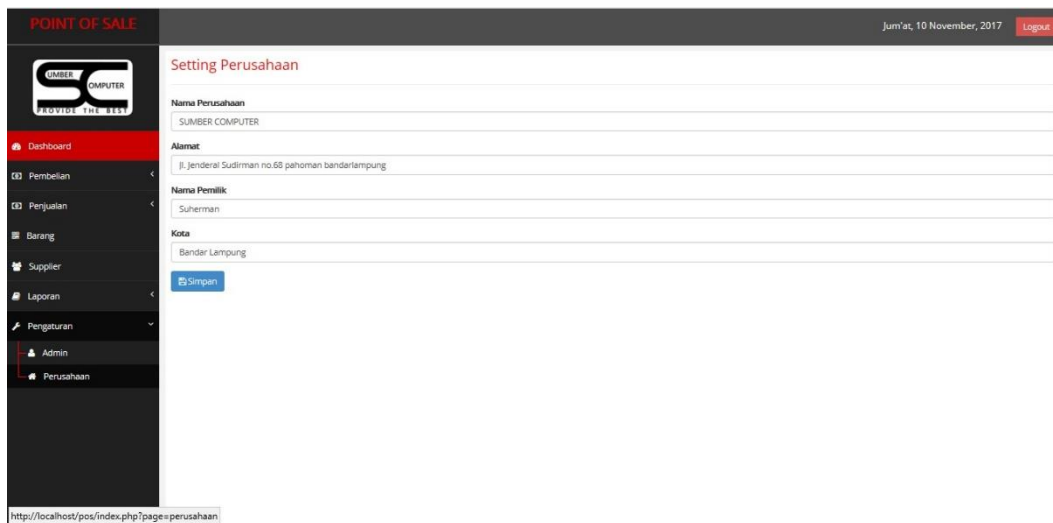 POINT OF SALE
Jum'at, 10 November, 2017
Logout
UMBER
OMPUTER
PROVIDE THE BEST
Setting Perusahaan
Nama Perusahaan
SUMBER COMPUTER
Dashboard
Alamat
Jl. Jenderal Sudirman no.68 pahoman bandarlampung
Pembelian
Nama Pemilik
Penjualan
Suherman
Barang
Kota
Bandar Lampung
Supplier
Simpan
Laporan
Pengaturan
Admin
Perusahaan
http://localhost/pos/index.php?page=perusahaan